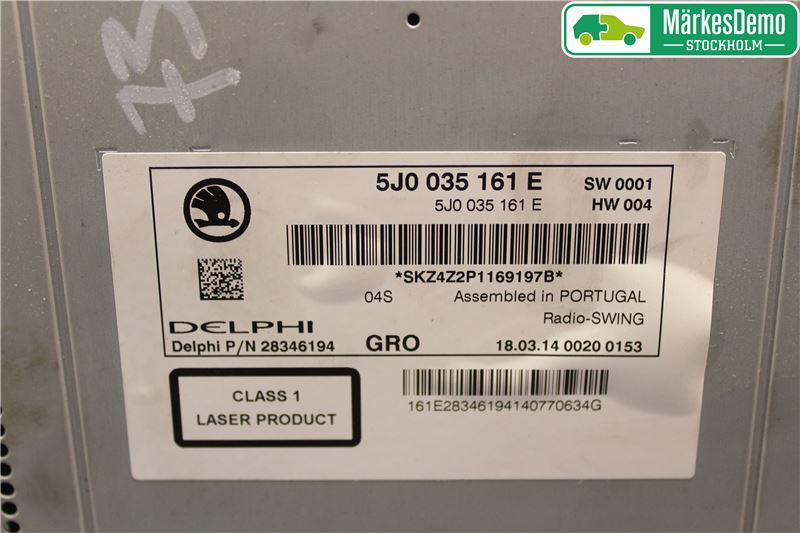 73
MärkesDemo
STOCKHOLM
5J0 035 161 E SW 0001
5J0 035 161 E HW 004
*SKZ4Z2P1169197B*
04S Assembled in PORTUGAL
Radio-SWING
DELPHI
Delphi P/N 28346194 GRO 18.03.14 0020 0153
CLASS 1
LASER PRODUCT
161E28346194140770634G